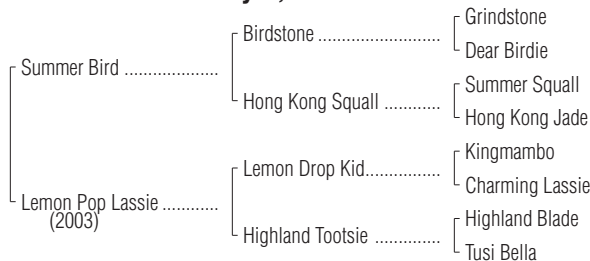 Grindstone
Birdstone ........................
Dear Birdie
Summer Bird ...................
Summer Squall
Hong Kong Squall ...........
Hong Kong Jade
Kingmambo
Lemon Drop Kid...............
Charming Lassie
Lemon Pop Lassie ...........
(2003)
Highland Blade
Highland Tootsie .............
Tusi Bella